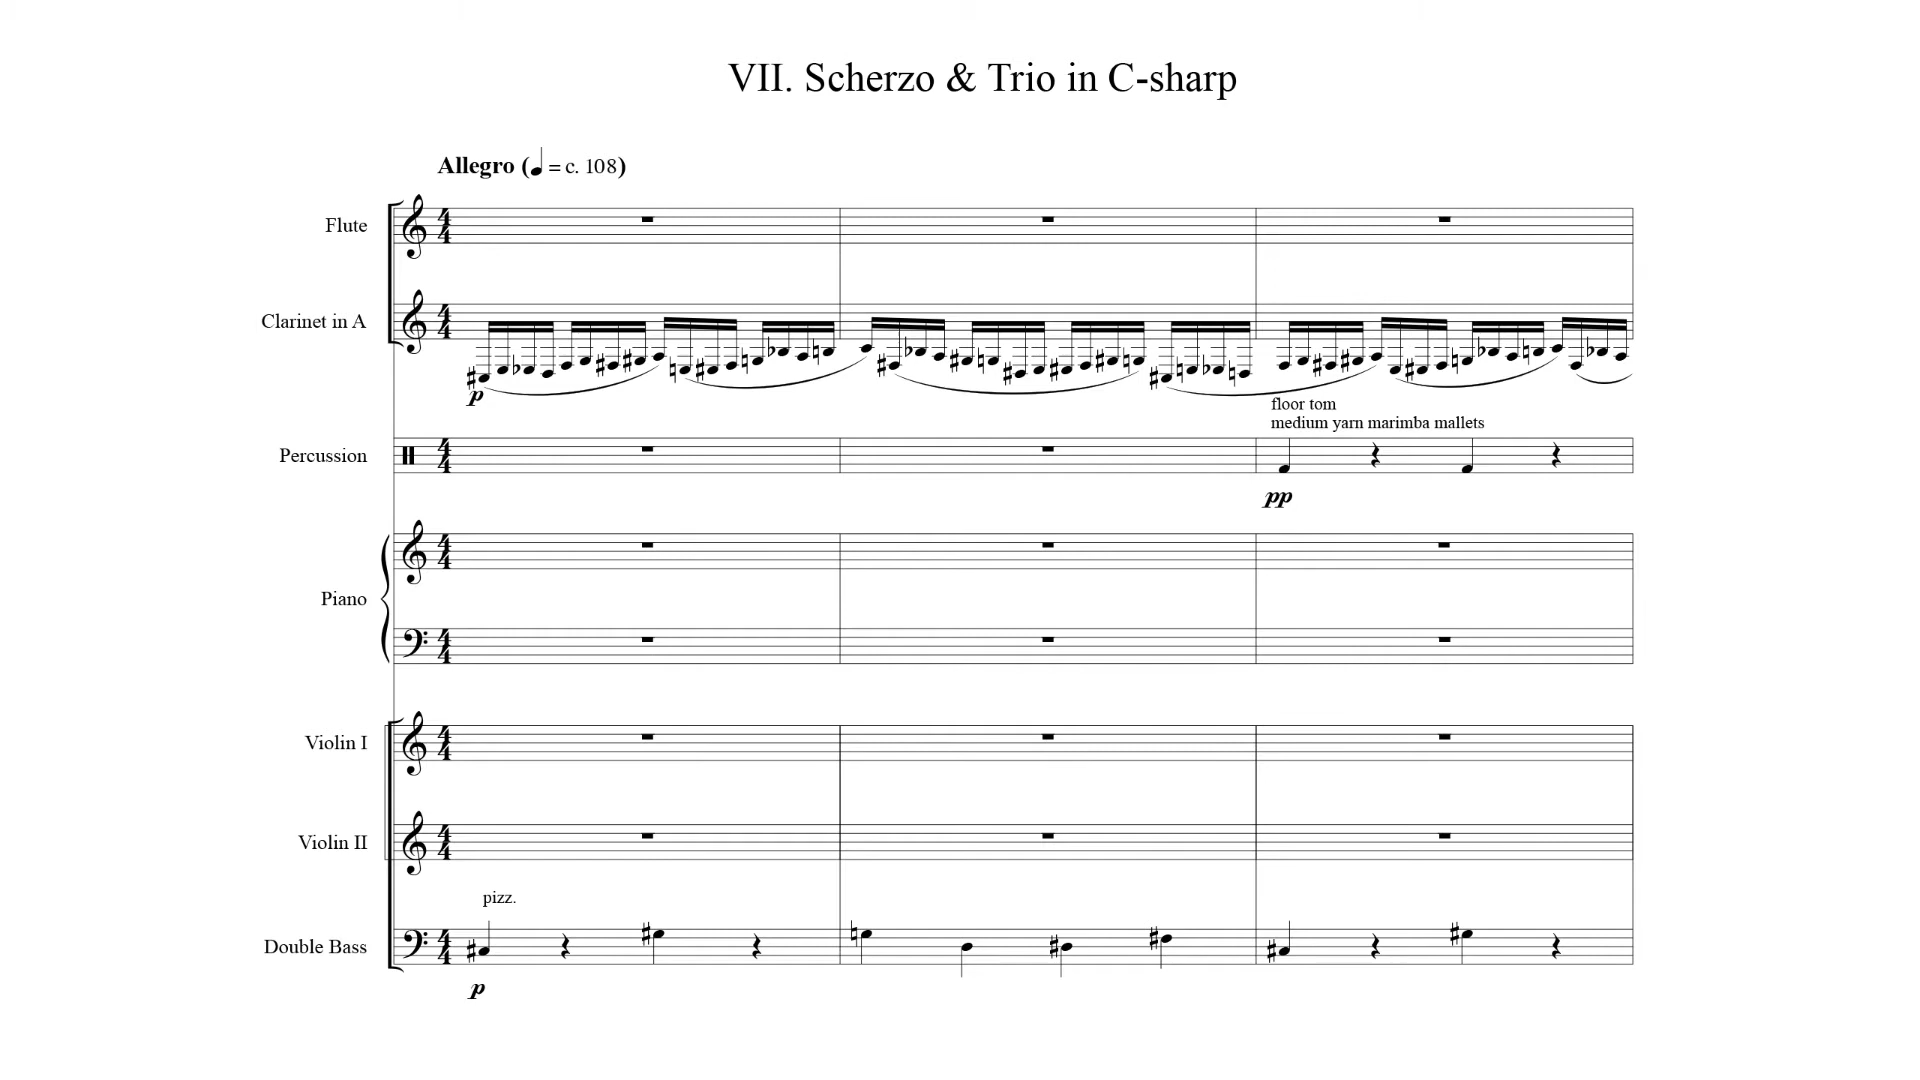 VII. Scherzo & Trio in C-sharp
Allegro (♩ = c. 108)
Flute
Clarinet in A
p
floor tom
medium yarn marimba mallets
Percussion
pp
Piano
Violin I
Violin II
pizz.
Double Bass
p